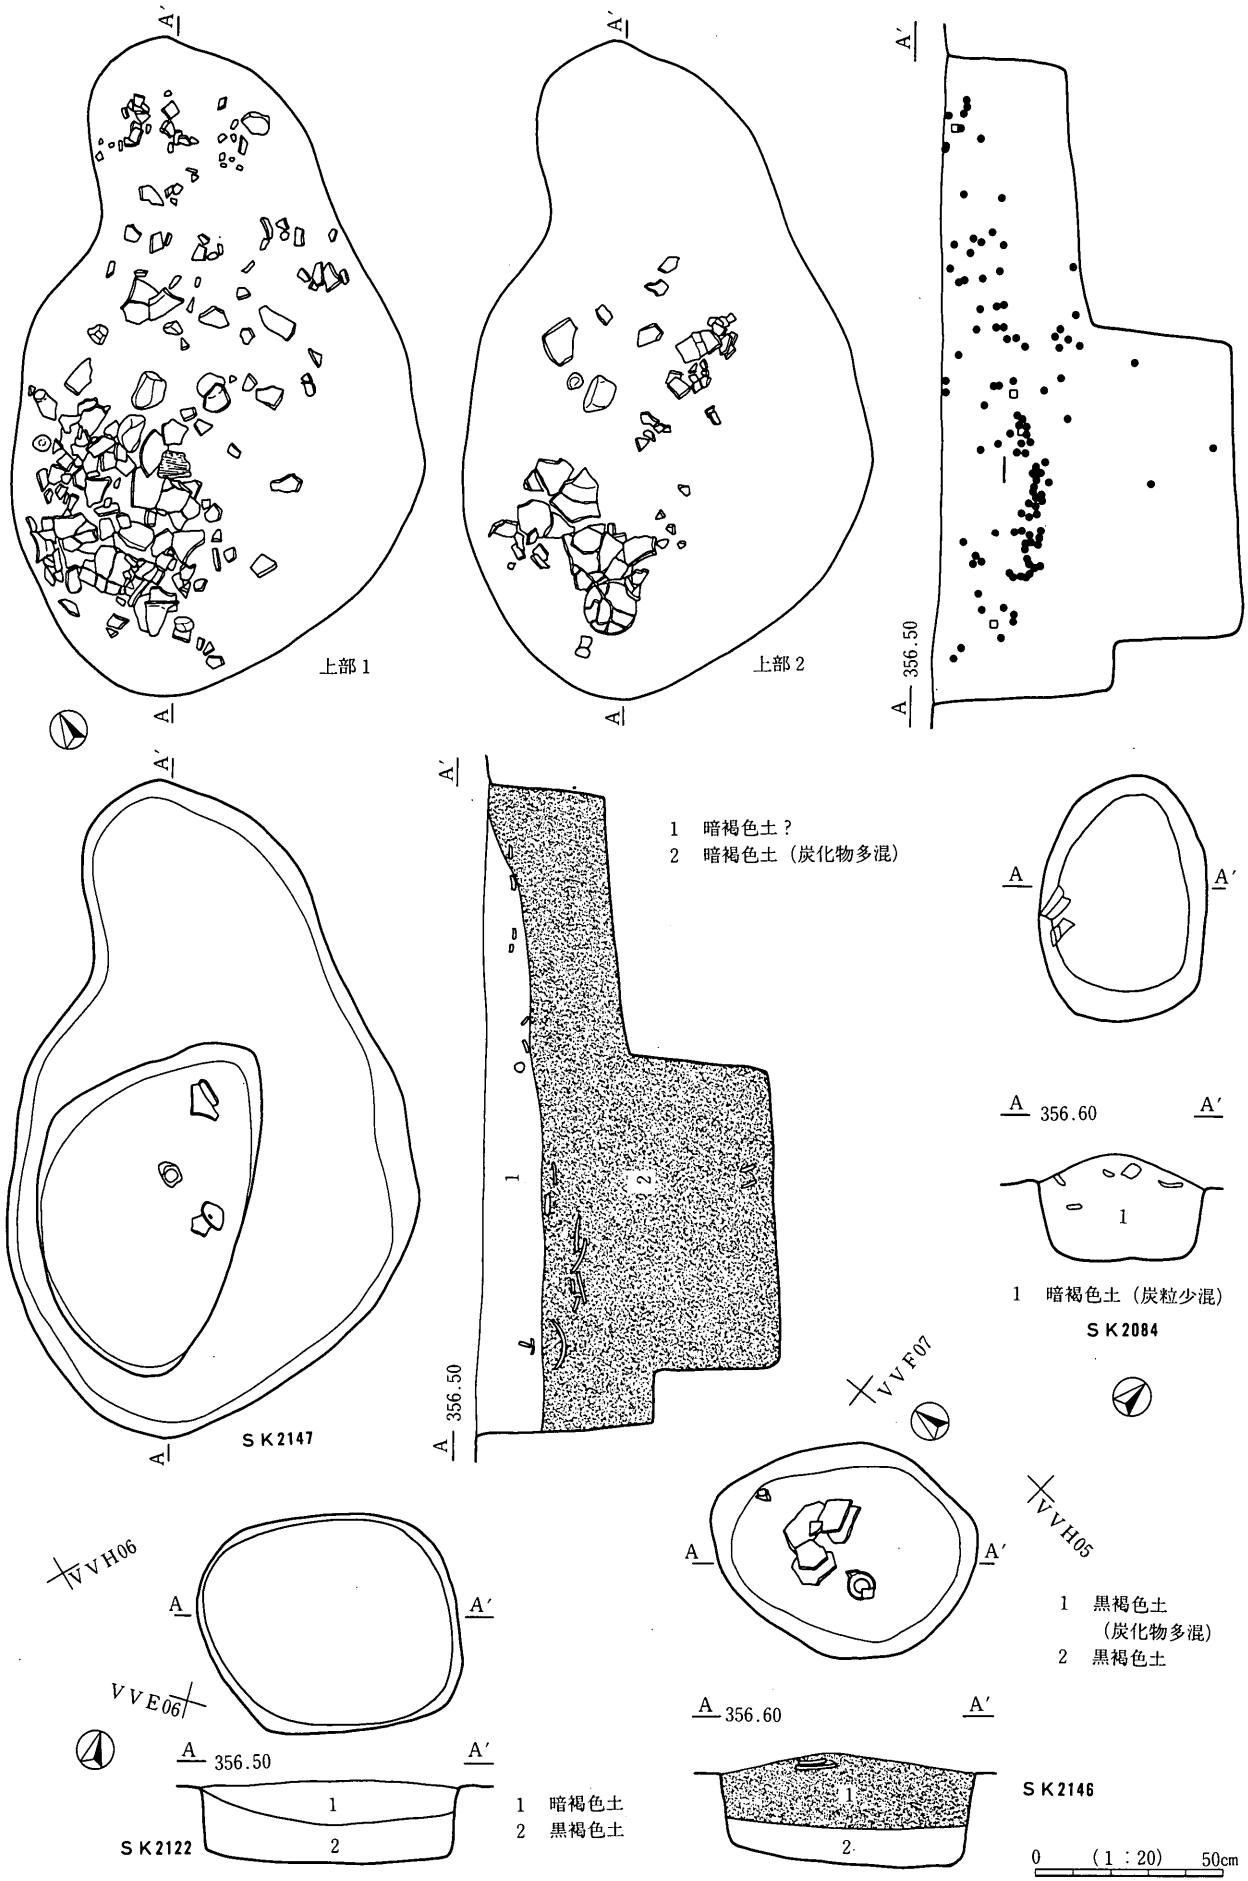 A′
A′
A′
上部 1
上部 2
A
A
A 356.50
A′
A′
1 暗褐色土 ?
2 暗褐色土 (炭化物多混)
A A′
1
2
A 356.60 A′
1
1 暗褐色土 (炭粒少混)
SK2084
A
SK2147
A 356.50
VVF07
VVH05
A A′
1 黒褐色土
(炭化物多混)
2 黒褐色土
VVH06
A A′
VVE06
A 356.50 A′
1
2
1 暗褐色土
2 黒褐色土
SK2122
A 356.60 A′
1
2
SK2146
0 (1:20) 50cm